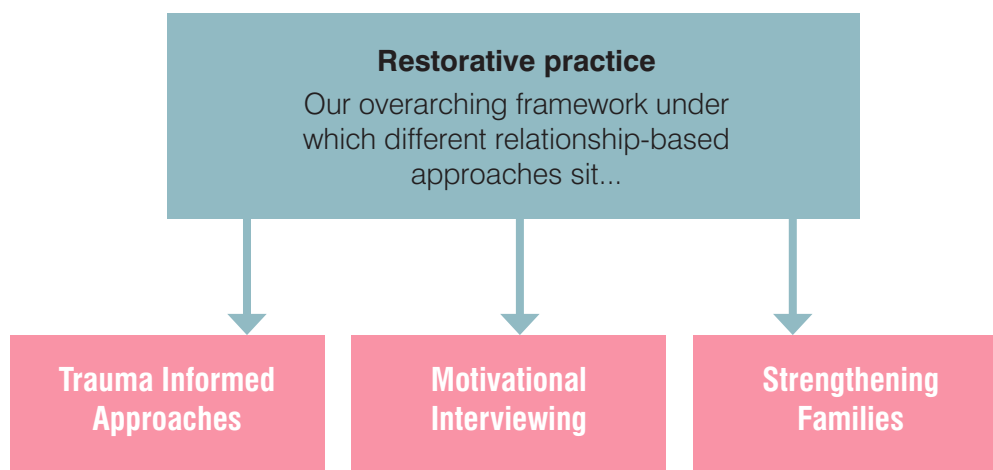 Restorative practice
Our overarching framework under
which different relationship-based
approaches sit...
Trauma Informed
Approaches
Motivational
Interviewing
Strengthening
Families